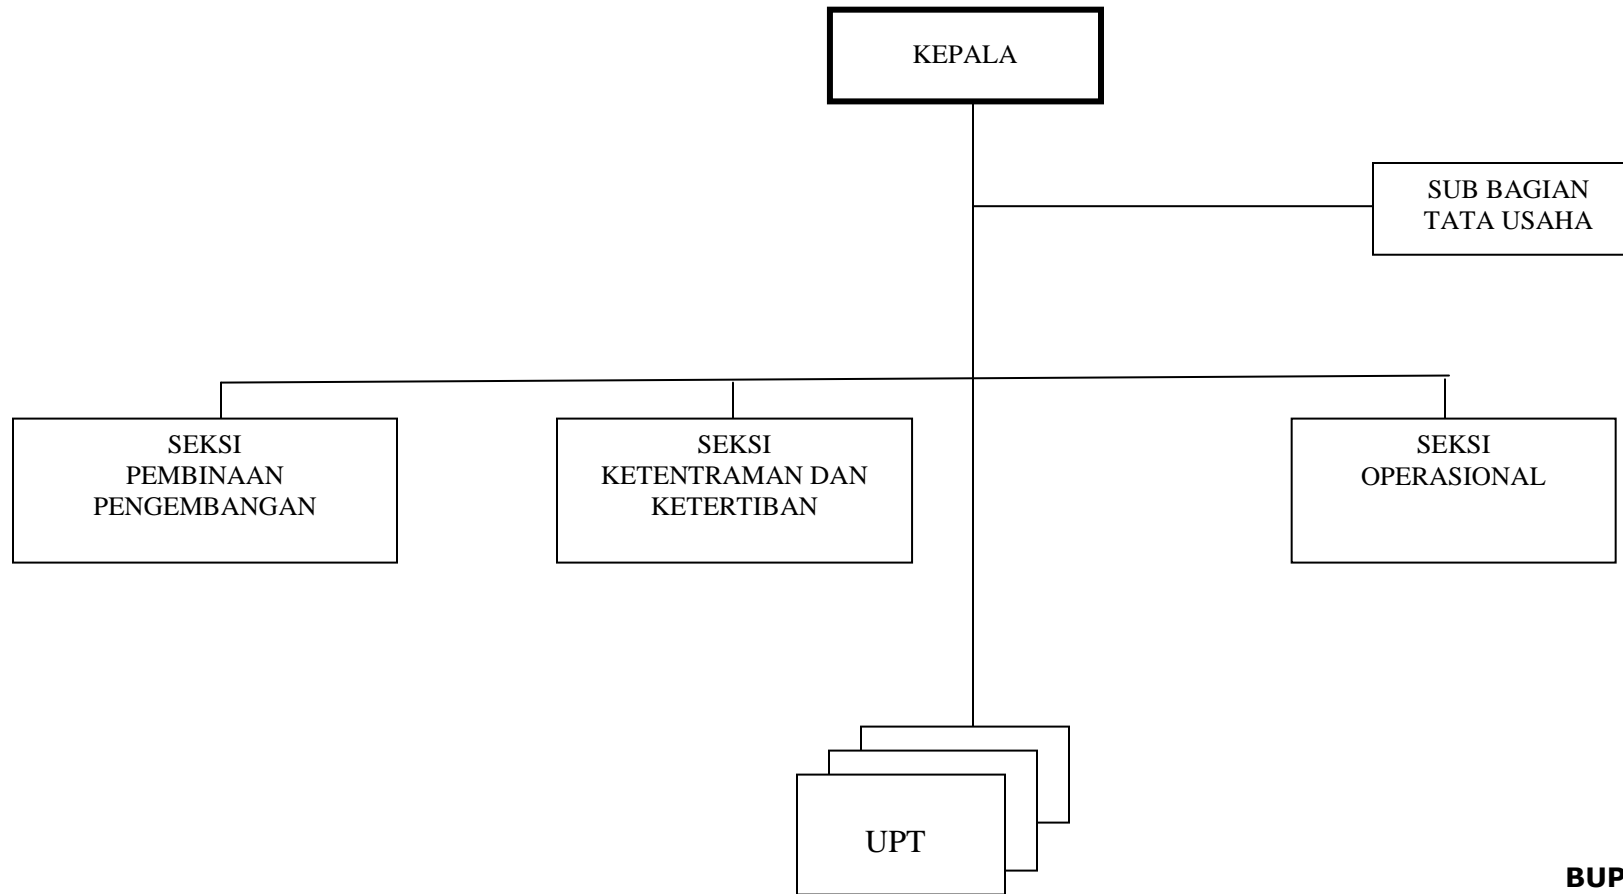 KEPALA
SUB BAGIAN
TATA USAHA
SEKSI
PEMBINAAN
PENGEMBANGAN
SEKSI
KETENTRAMAN DAN
KETERTIBAN
SEKSI
OPERASIONAL
UPT
BUP